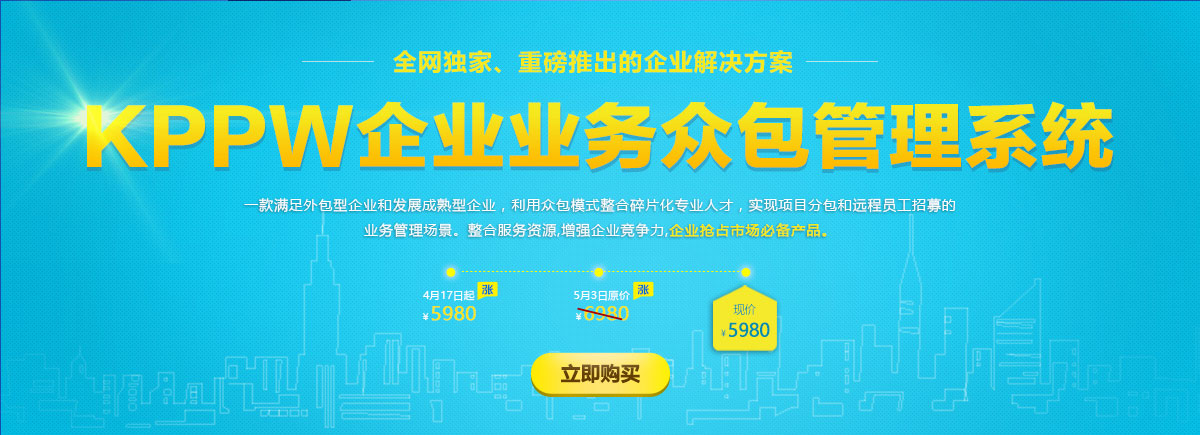 全网独家、重磅推出的企业解决方案
KPPW企业业务众包管理系统
一款满足外包型企业和发展成熟型企业，利用众包模式整合碎片化专业人才，实现项目分包和远程员工招募的
业务管理场景。整合服务资源,增强企业竞争力,企业抢占市场必备产品。
4月17日起 涨
¥5980
5月3日原价 涨
¥6980
现价
¥5980
立即购买